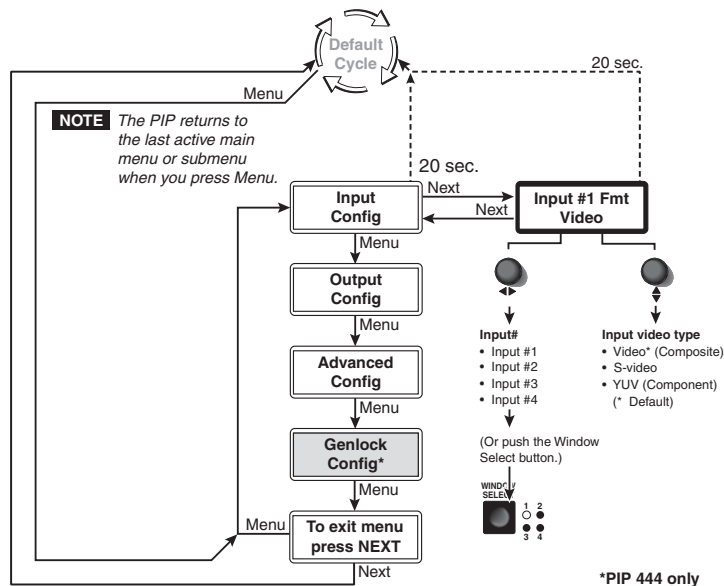 Default
Cycle
20 sec.
Menu
NOTE The PIP returns to
the last active main
menu or submenu
when you press Menu.
20 sec.
Input
Config
Next
Next
Input #1 Fmt
Video
Menu
Output
Config
Menu
Advanced
Config
Menu
Genlock
Config*
Menu
To exit menu
press NEXT
Menu
Next
Input#
• Input #1
• Input #2
• Input #3
• Input #4
(Or push the Window
Select button.)
WINDOW
SELECT
1 2
3 4
Input video type
• Video* (Composite)
• S-video
• YUV (Component)
(* Default)
*PIP 444 only